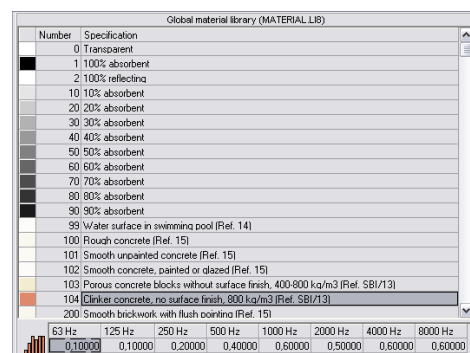 Global material library (MATERIAL.LI8)
Number Specification
0 Transparent
1 100% absorbent
2 100% reflecting
10 10% absorbent
20 20% absorbent
30 30% absorbent
40 40% absorbent
50 50% absorbent
60 60% absorbent
70 70% absorbent
80 80% absorbent
90 90% absorbent
99 Water surface in swimming pool (Ref. 14)
100 Rough concrete (Ref. 15)
101 Smooth unpainted concrete (Ref. 15)
102 Smooth concrete, painted or glazed (Ref. 15)
103 Porous concrete blocks without surface finish, 400-800 kg/m3 (Ref. SBI/13)
104 Clinker concrete, no surface finish, 800 kg/m3 (Ref. SBI/13)
200 Smooth brickwork with flush pointing (Ref. 15)
63 Hz 125 Hz 250 Hz 500 Hz 1000 Hz 2000 Hz 4000 Hz 8000 Hz
0,10000 0,10000 0,20000 0,40000 0,60000 0,50000 0,60000 0,60000